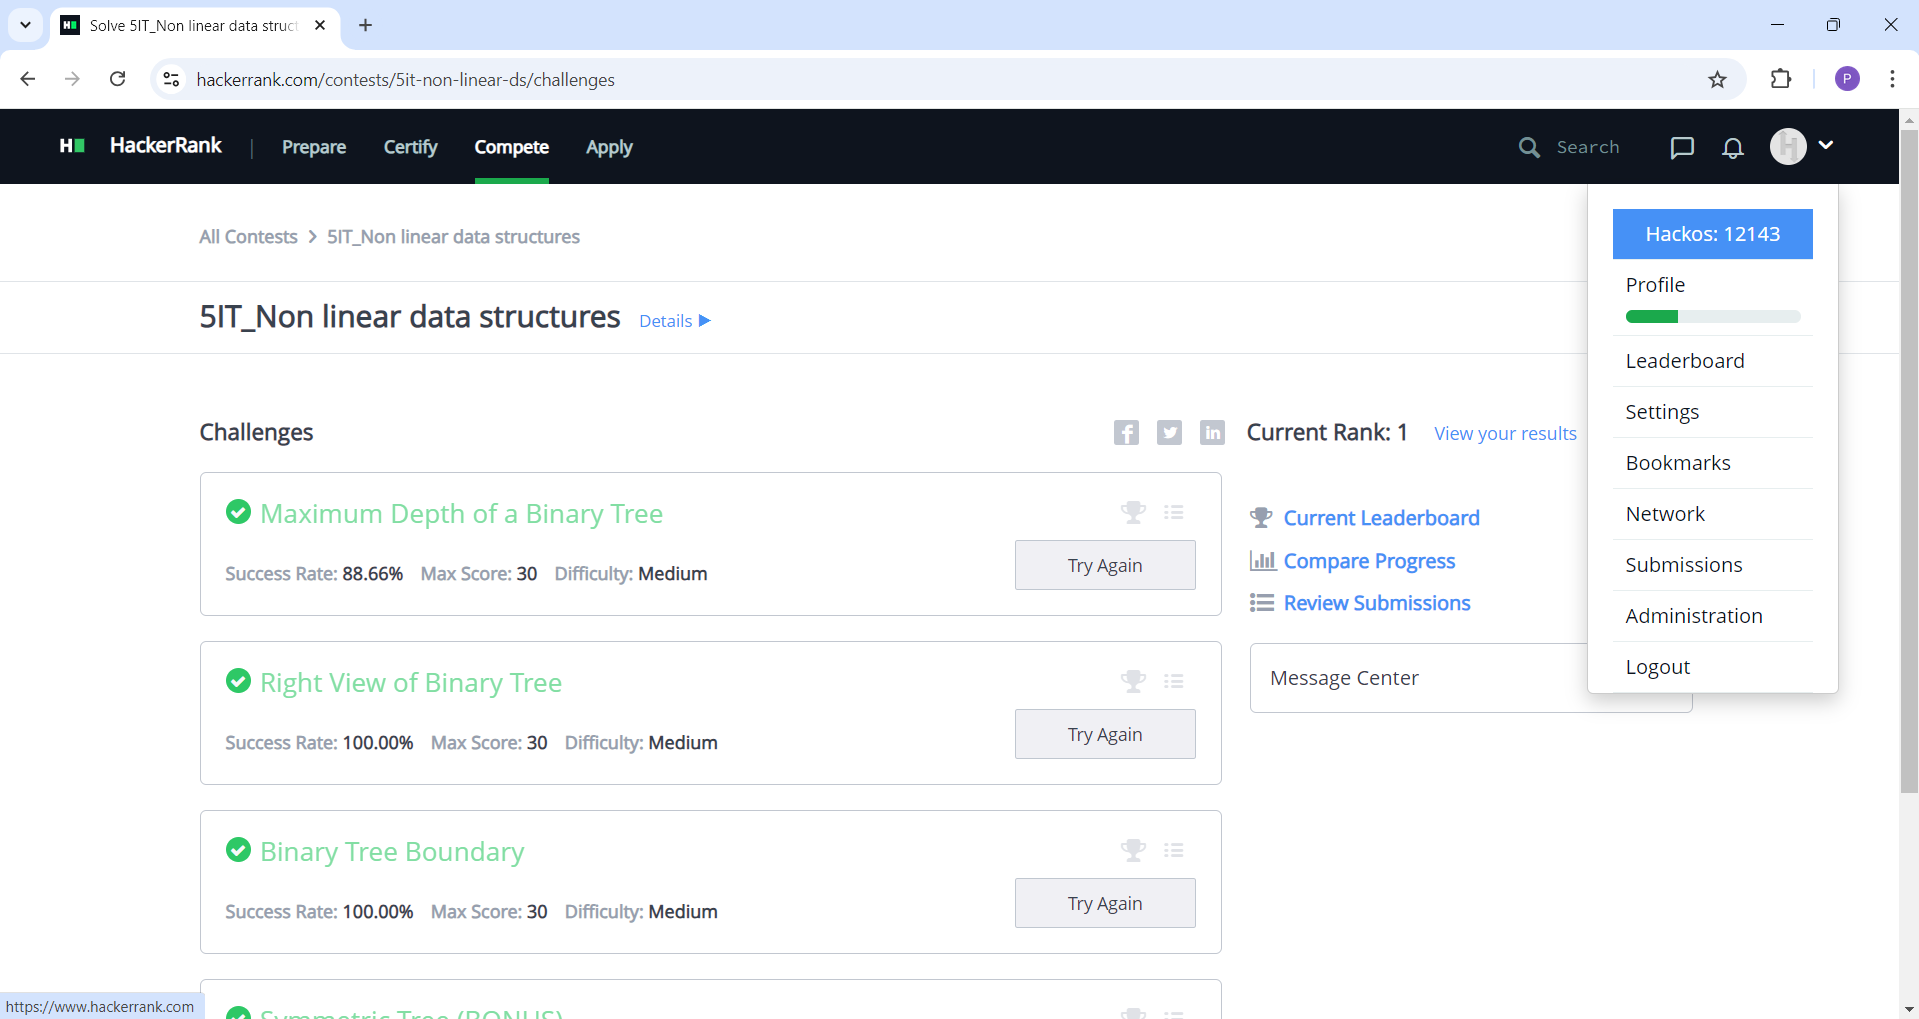 Solve 5IT_Non linear data struct
hackerrank.com/contests/5it-non-linear-ds/challenges
P
H
HackerRank | Prepare Certify Compete Apply Search
Hackos: 12143
Profile
Leaderboard
Settings
Bookmarks
Network
Submissions
Administration
Logout
All Contests > 5IT_Non linear data structures
5IT_Non linear data structures Details ▶
Challenges
Current Rank: 1 View your results
Maximum Depth of a Binary Tree
Success Rate: 88.66% Max Score: 30 Difficulty: Medium
Try Again
Right View of Binary Tree
Success Rate: 100.00% Max Score: 30 Difficulty: Medium
Try Again
Binary Tree Boundary
Success Rate: 100.00% Max Score: 30 Difficulty: Medium
Try Again
Symmetric Tree (BONUS)
Current Leaderboard
Compare Progress
Review Submissions
Message Center
https://www.hackerrank.com